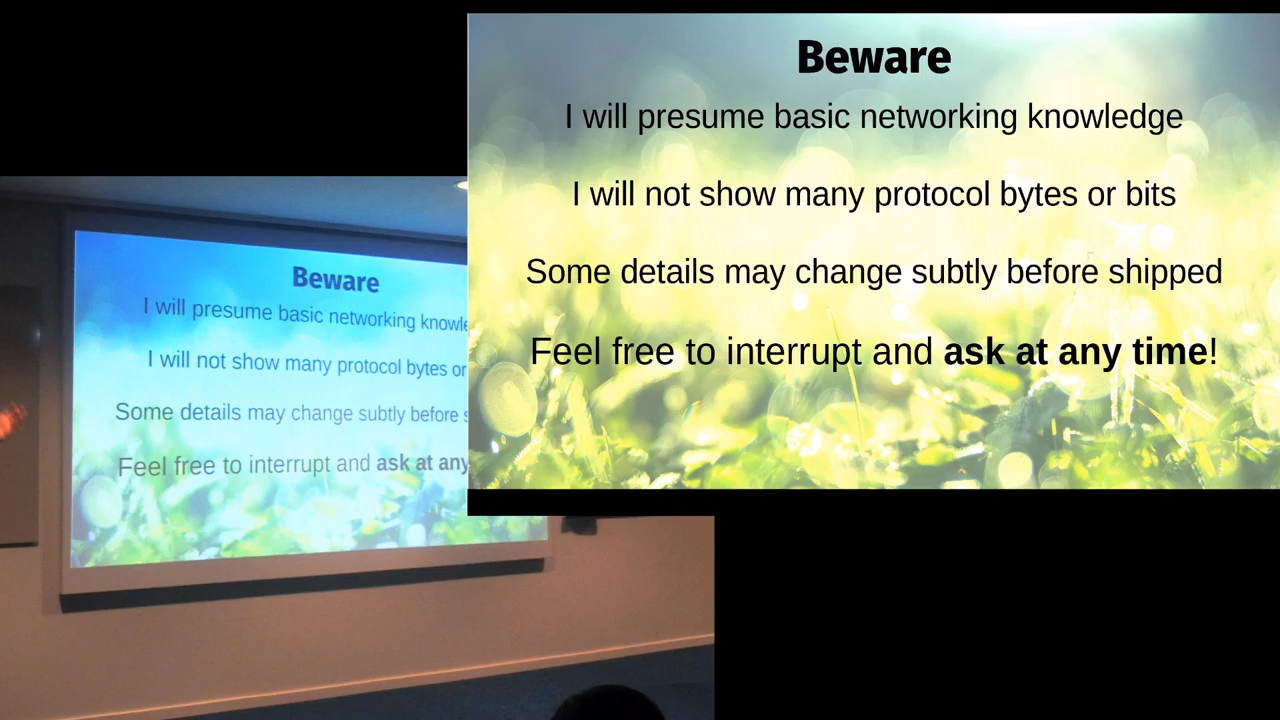 Beware
I will presume basic networking knowledge
I will not show many protocol bytes or bits
Some details may change subtly before shipped
Feel free to interrupt and ask at any time!
Beware
I will presume basic networking
I will not show many protocol bytes or
Some details may change subtly before
Feel free to interrupt and ask at any